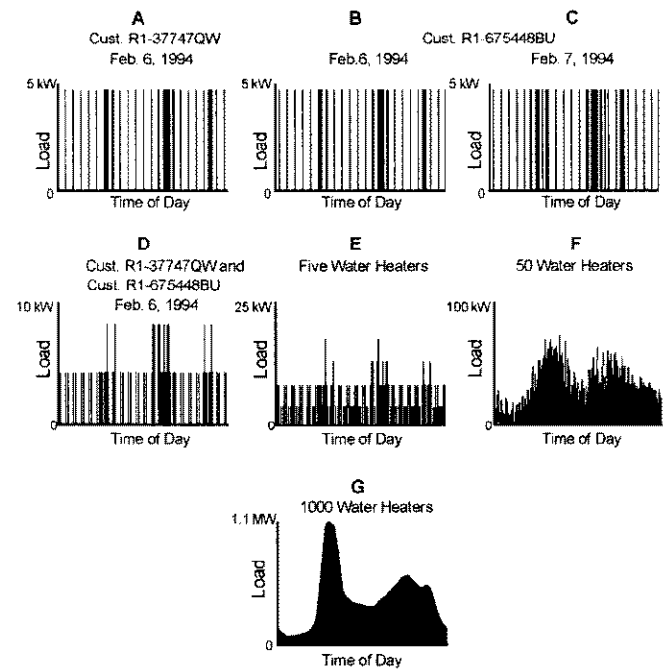 A
Cust. R1-37747QW
Feb. 6, 1994
5 kW
Load
0
Time of Day
B
C
Cust. R1-675448BU
Feb.6, 1994
Feb. 7, 1994
5 kW
Load
0
Time of Day
5 kW
Load
0
Time of Day
D
Cust. R1-37747QW and
Cust. R1-675448BU
Feb. 6, 1994
10 kW
Load
0
Time of Day
E
Five Water Heaters
25 kW
Load
0
Time of Day
F
50 Water Heaters
100 kW
Load
0
Time of Day
G
1000 Water Heaters
1.1 MW
Load
0
Time of Day